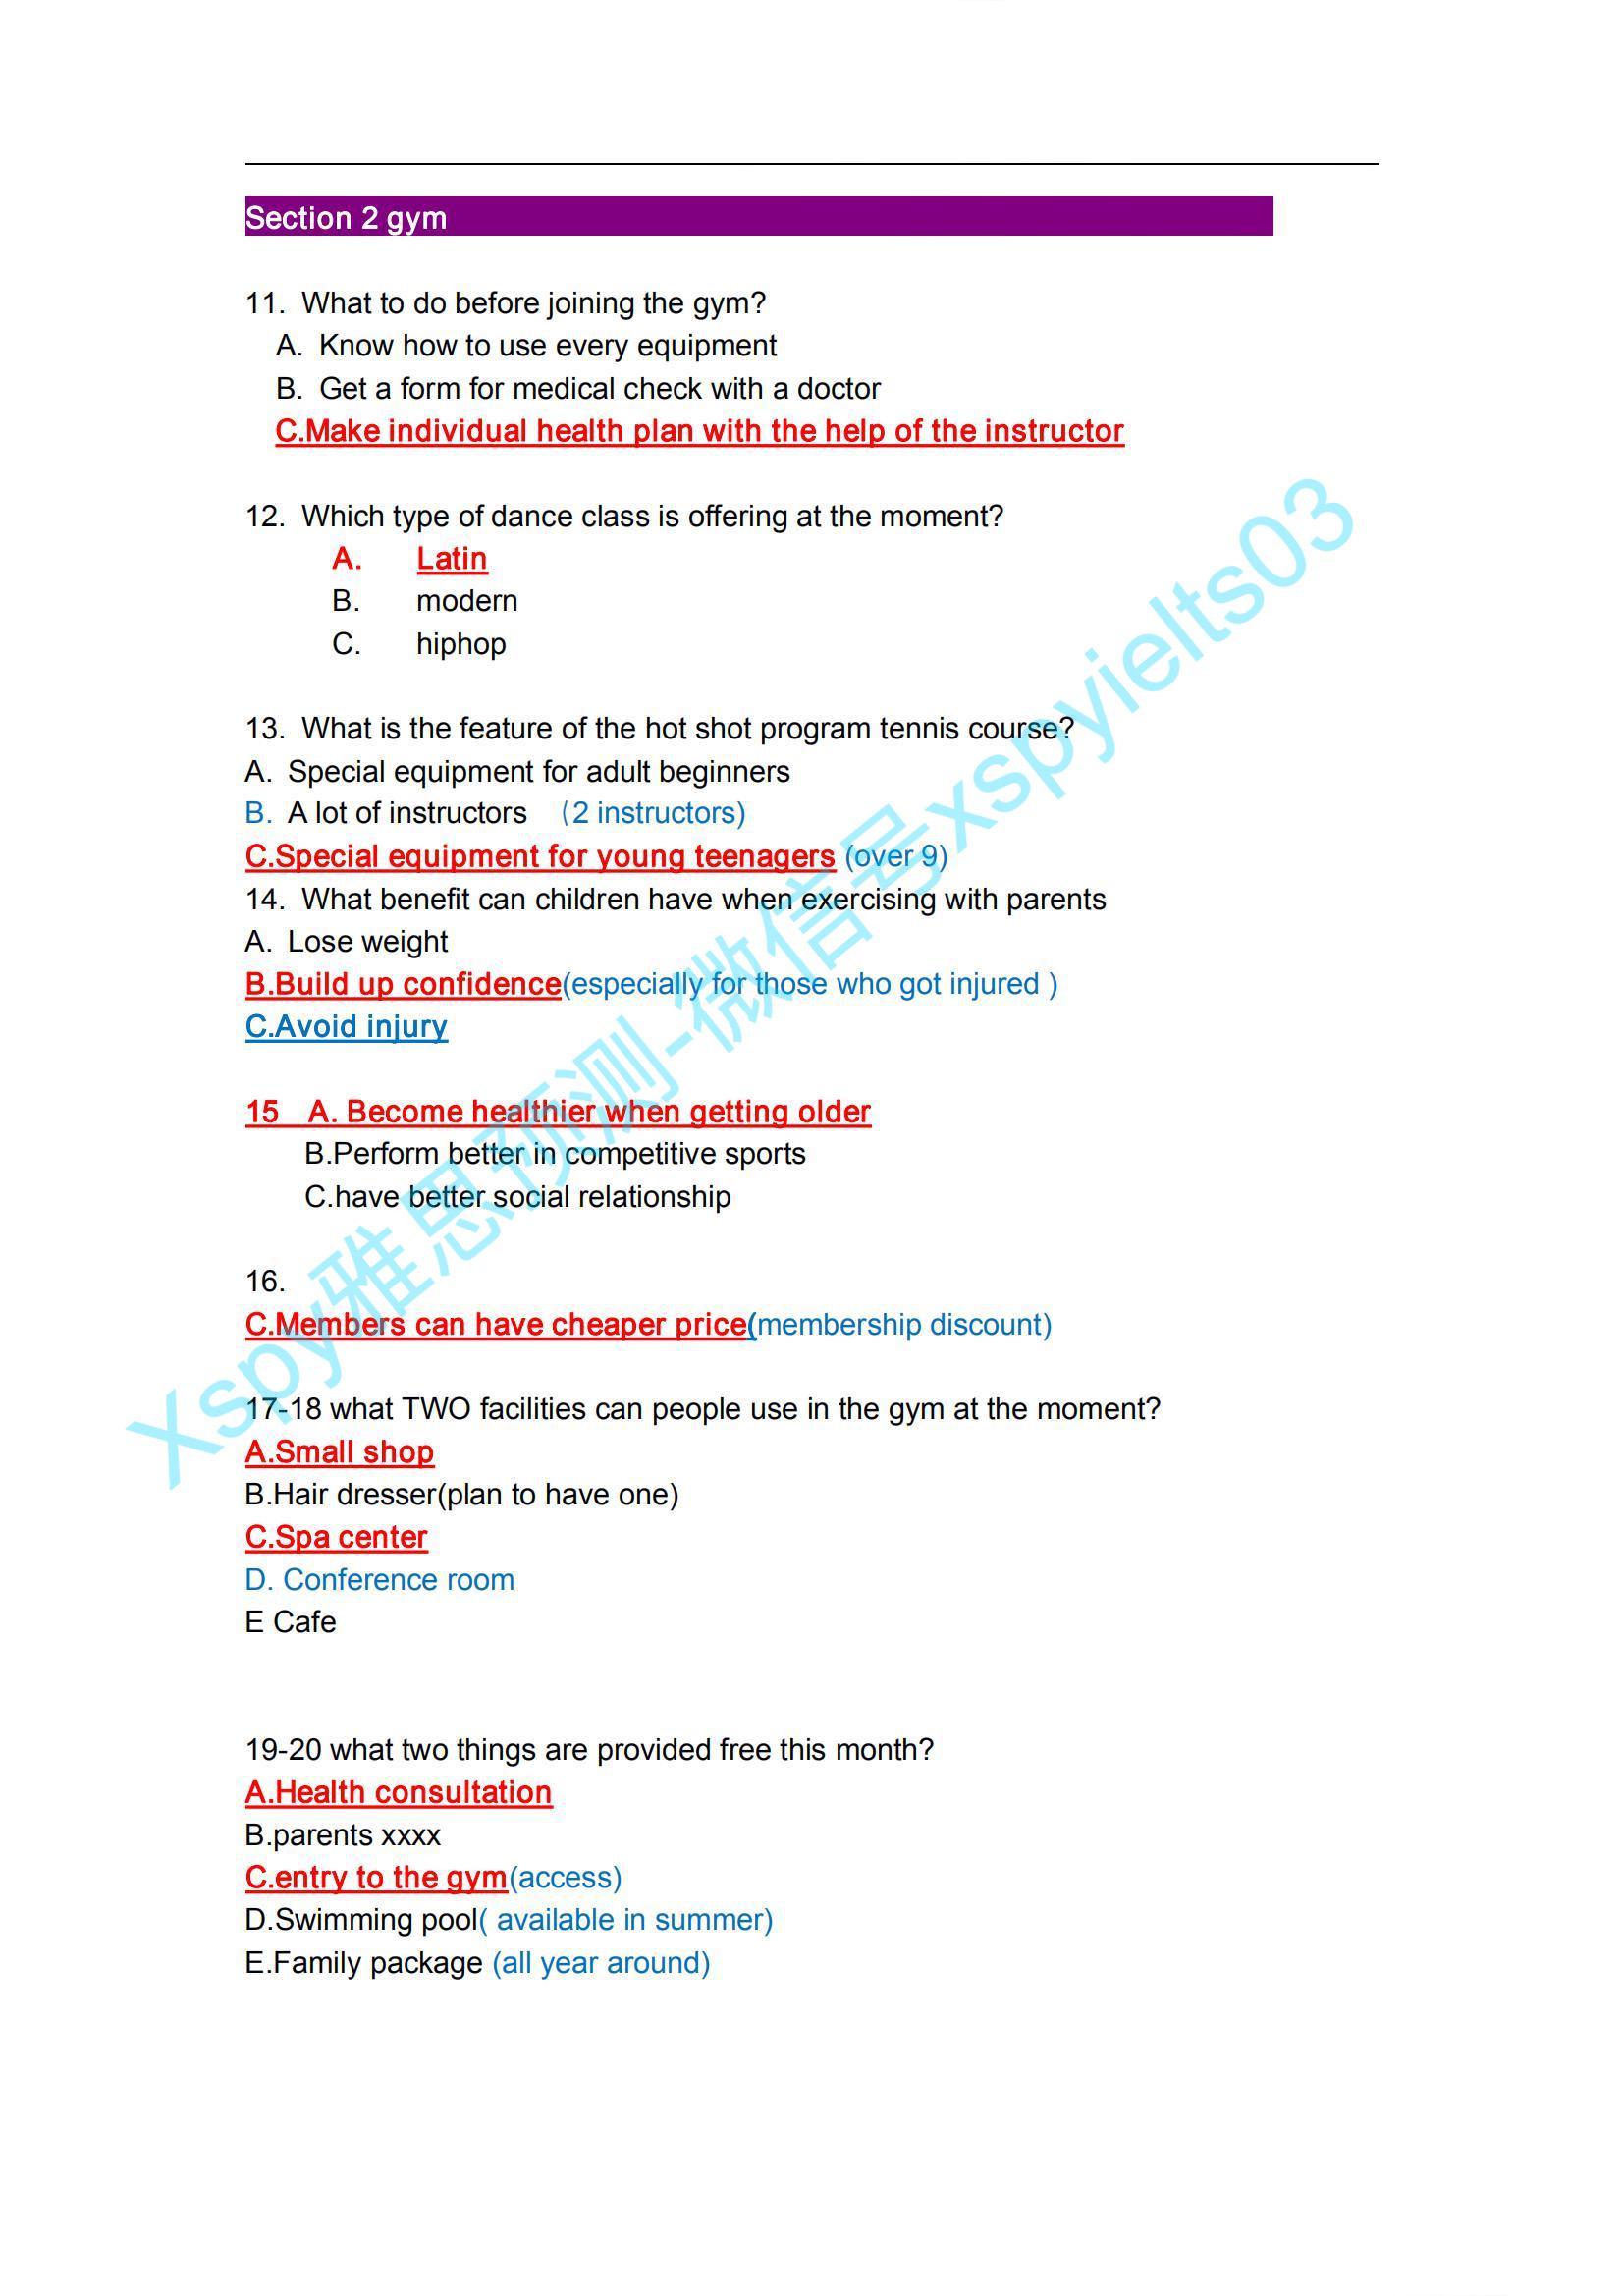 Section 2 gym
11. What to do before joining the gym?
A. Know how to use every equipment
B. Get a form for medical check with a doctor
C.Make individual health plan with the help of the instructor
12. Which type of dance class is offering at the moment?
A. Latin
B. modern
C. hiphop
13. What is the feature of the hot shot program tennis course?
A. Special equipment for adult beginners
B. A lot of instructors （2 instructors)
C.Special equipment for young teenagers (over 9)
14. What benefit can children have when exercising with parents
A. Lose weight
B.Build up confidence(especially for those who got injured )
C.Avoid injury
15 A. Become healthier when getting older
B.Perform better in competitive sports
C.have better social relationship
16.
C.Members can have cheaper price(membership discount)
17-18 what TWO facilities can people use in the gym at the moment?
A.Small shop
B.Hair dresser(plan to have one)
C.Spa center
D. Conference room
E Cafe
19-20 what two things are provided free this month?
A.Health consultation
B.parents xxxx
C.entry to the gym(access)
D.Swimming pool( available in summer)
E.Family package (all year around)
Xspy雅思预测-微信号xspyielts03